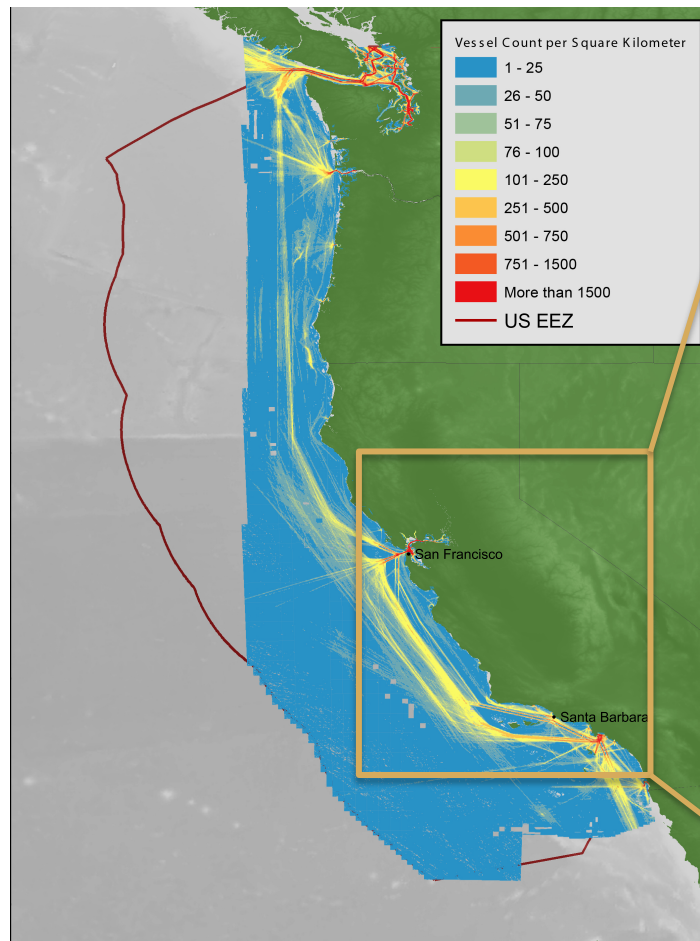 Vessel Count per Square Kilometer
1 - 25
26 - 50
51 - 75
76 - 100
101 - 250
251 - 500
501 - 750
751 - 1500
More than 1500
US EEZ
San Francisco
Santa Barbara